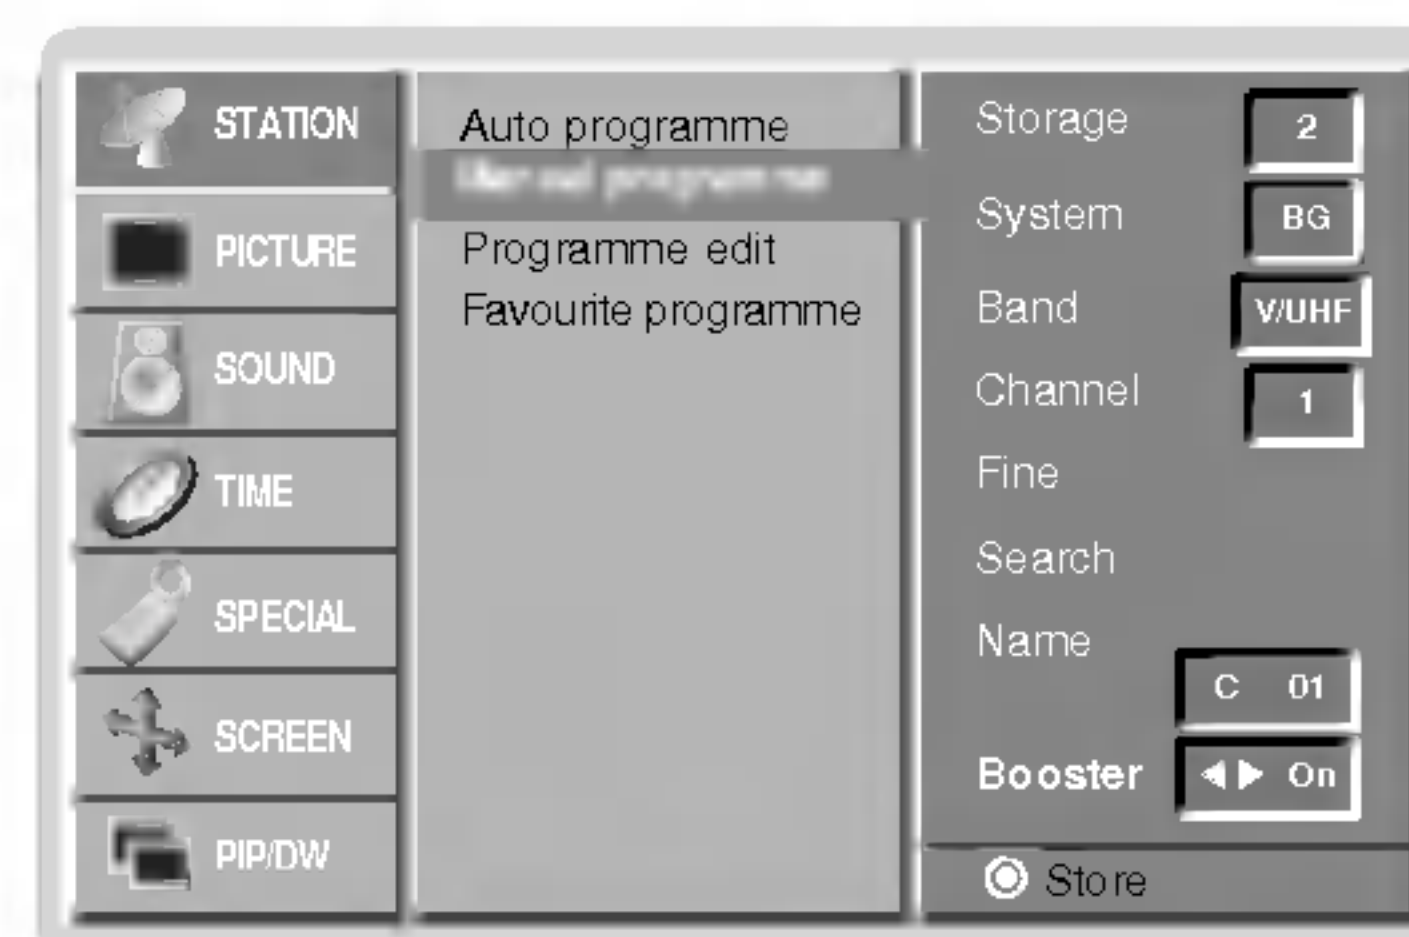 STATION
PICTURE
SOUND
TIME
SPECIAL
SCREEN
PIP/DW
Auto programme
programme
Programme edit
Favourite programme
Storage 2
System BG
Band V/UHF
Channel 1
Fine
Search
Name
C 01
Booster ◀▶ On
Store